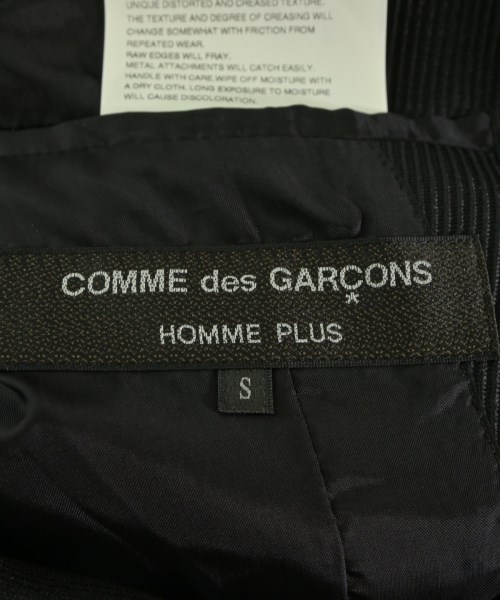 UNIQUE DISTORTED AND CREASED TEXTURE.
THE TEXTURE AND DEGREE OF CREASING WILL
CHANGE SOMEWHAT WITH FRICTION FROM
REPEATED WEAR.
RAW EDGES WILL FRAY.
METAL ATTACHMENTS WILL CATCH EASILY.
HANDLE WITH CARE.WIPE OFF MOISTURE WITH
A DRY CLOTH. LONG EXPOSURE TO MOISTURE
WILL CAUSE DISCOLORATION.
COMME des GARÇONS
HOMME PLUS
S